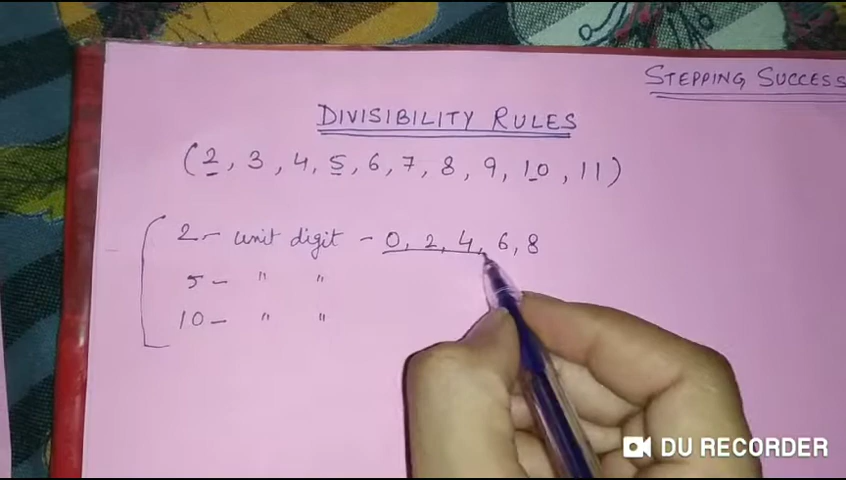 STEPPING SUCCESS
DIVISIBILITY RULES
(2, 3, 4, 5, 6, 7, 8, 9, 10, 11)
2 - unit digit - 0, 2, 4, 6, 8
5 - " "
10 - " "
DU RECORDER